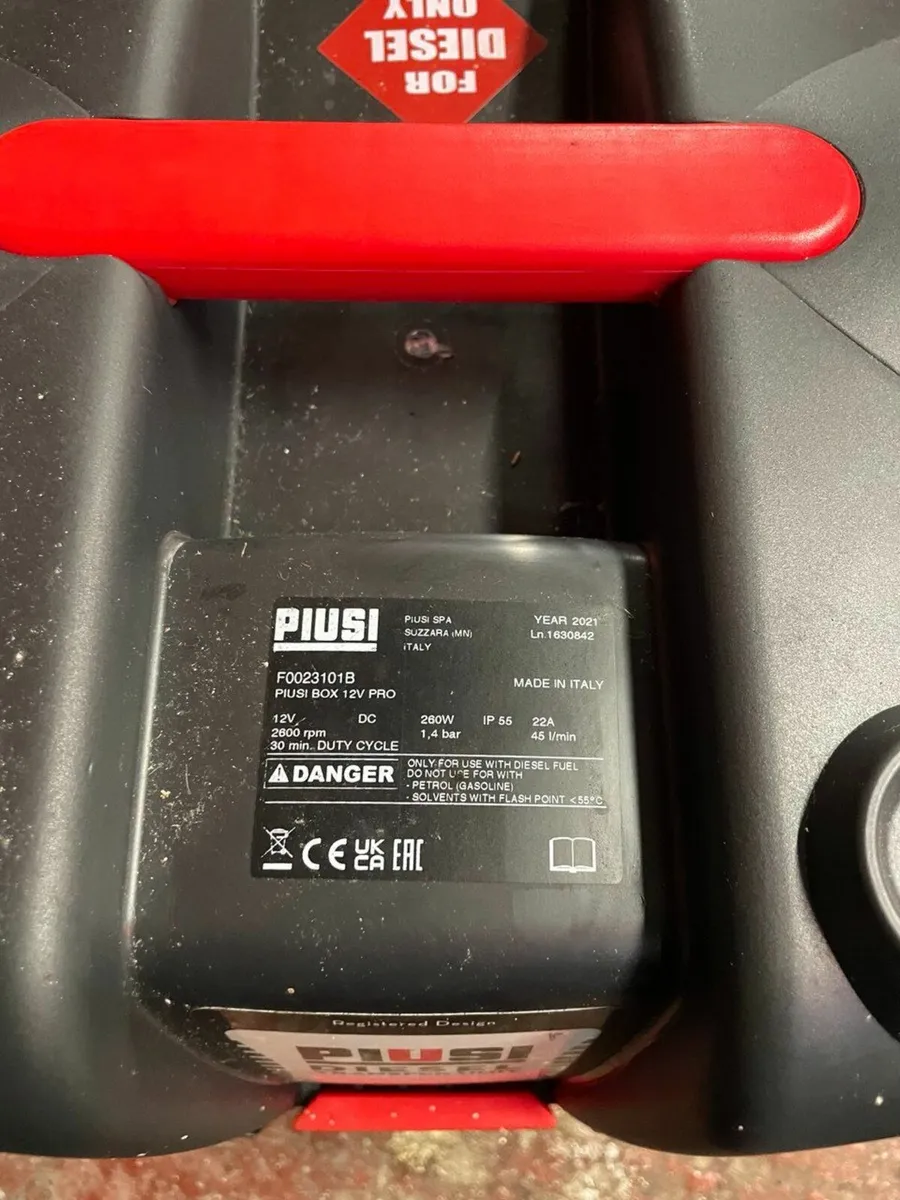 FOR
DIESEL
ONLY
PIUSI
PIUSI SPA
SUZZARA (MN)
ITALY
YEAR 2021
Ln 1630842
F0023101B
PIUSI BOX 12V PRO
MADE IN ITALY
12V DC 260W IP 55 22A
2600 rpm 1,4 bar 45 l/min
30 min. DUTY CYCLE
DANGER
ONLY FOR USE WITH DIESEL FUEL
DO NOT USE FOR WITH
- PETROL (GASOLINE)
- SOLVENTS WITH FLASH POINT <55°C
CE UK CA EAC
Registered Design
PIUSI
DIESEL